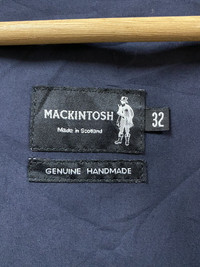 MACKINTOSH
Made in Scotland
32
GENUINE HANDMADE